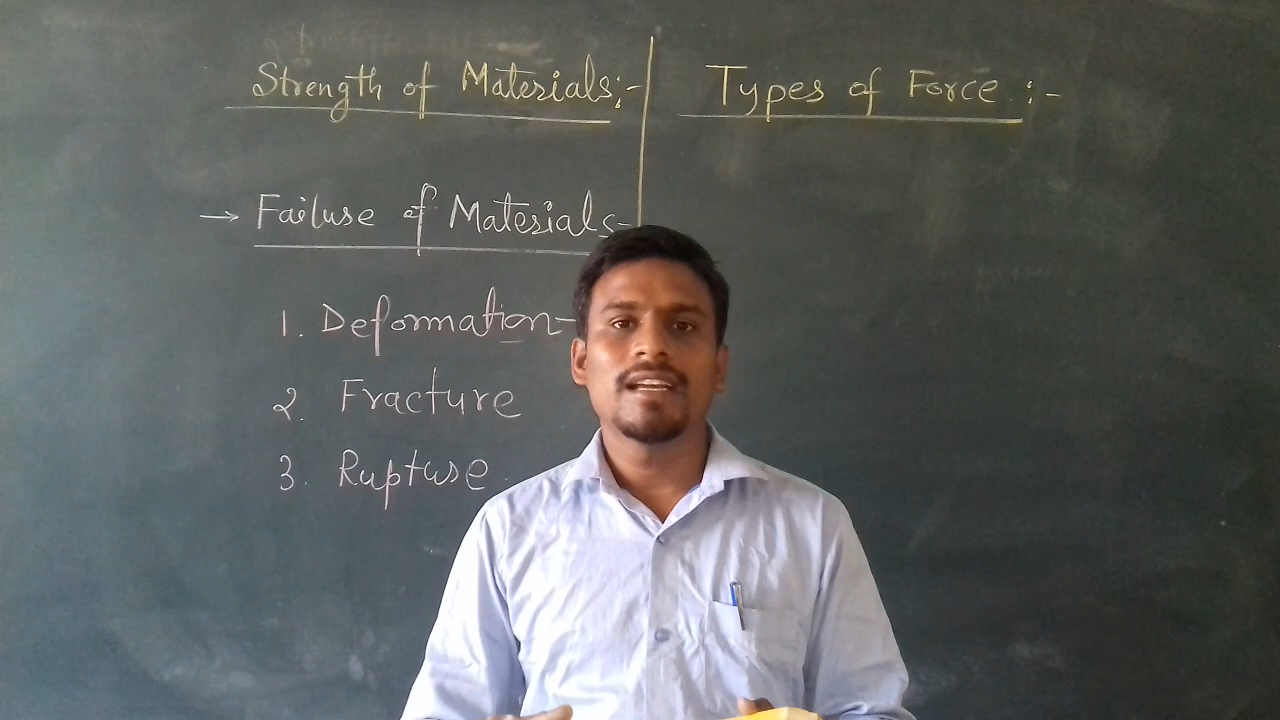 Strength of Materials:-
Types of Force :-
→ Failure of Materials-
1. Deformation-
2. Fracture
3. Rupture